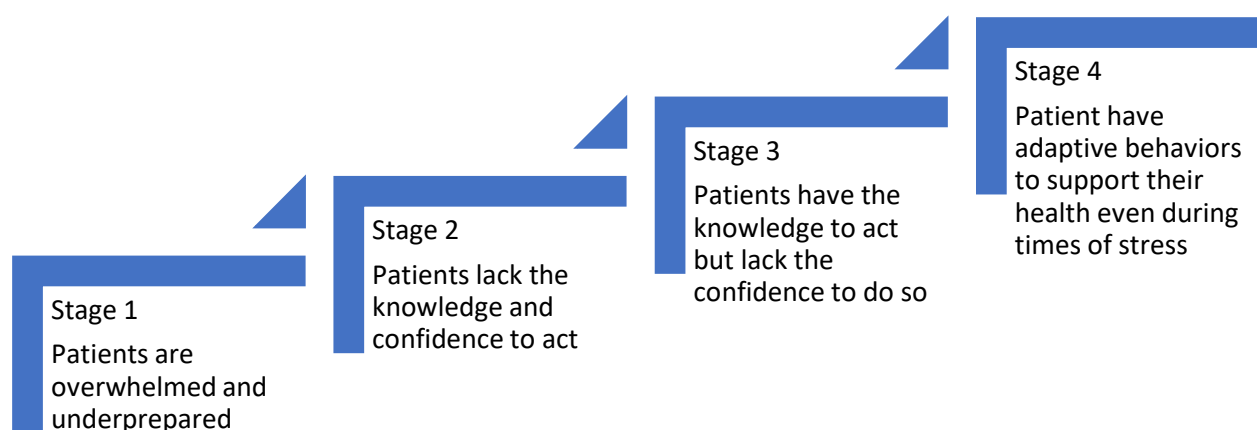 Stage 1
Patients are
overwhelmed and
underprepared
Stage 2
Patients lack the
knowledge and
confidence to act
Stage 3
Patients have the
knowledge to act
but lack the
confidence to do so
Stage 4
Patient have
adaptive behaviors
to support their
health even during
times of stress